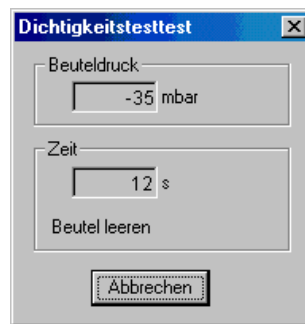 Dichtigkeitstesttest
Beuteldruck
-35 mbar
Zeit
12 s
Beutel leeren
Abbrechen